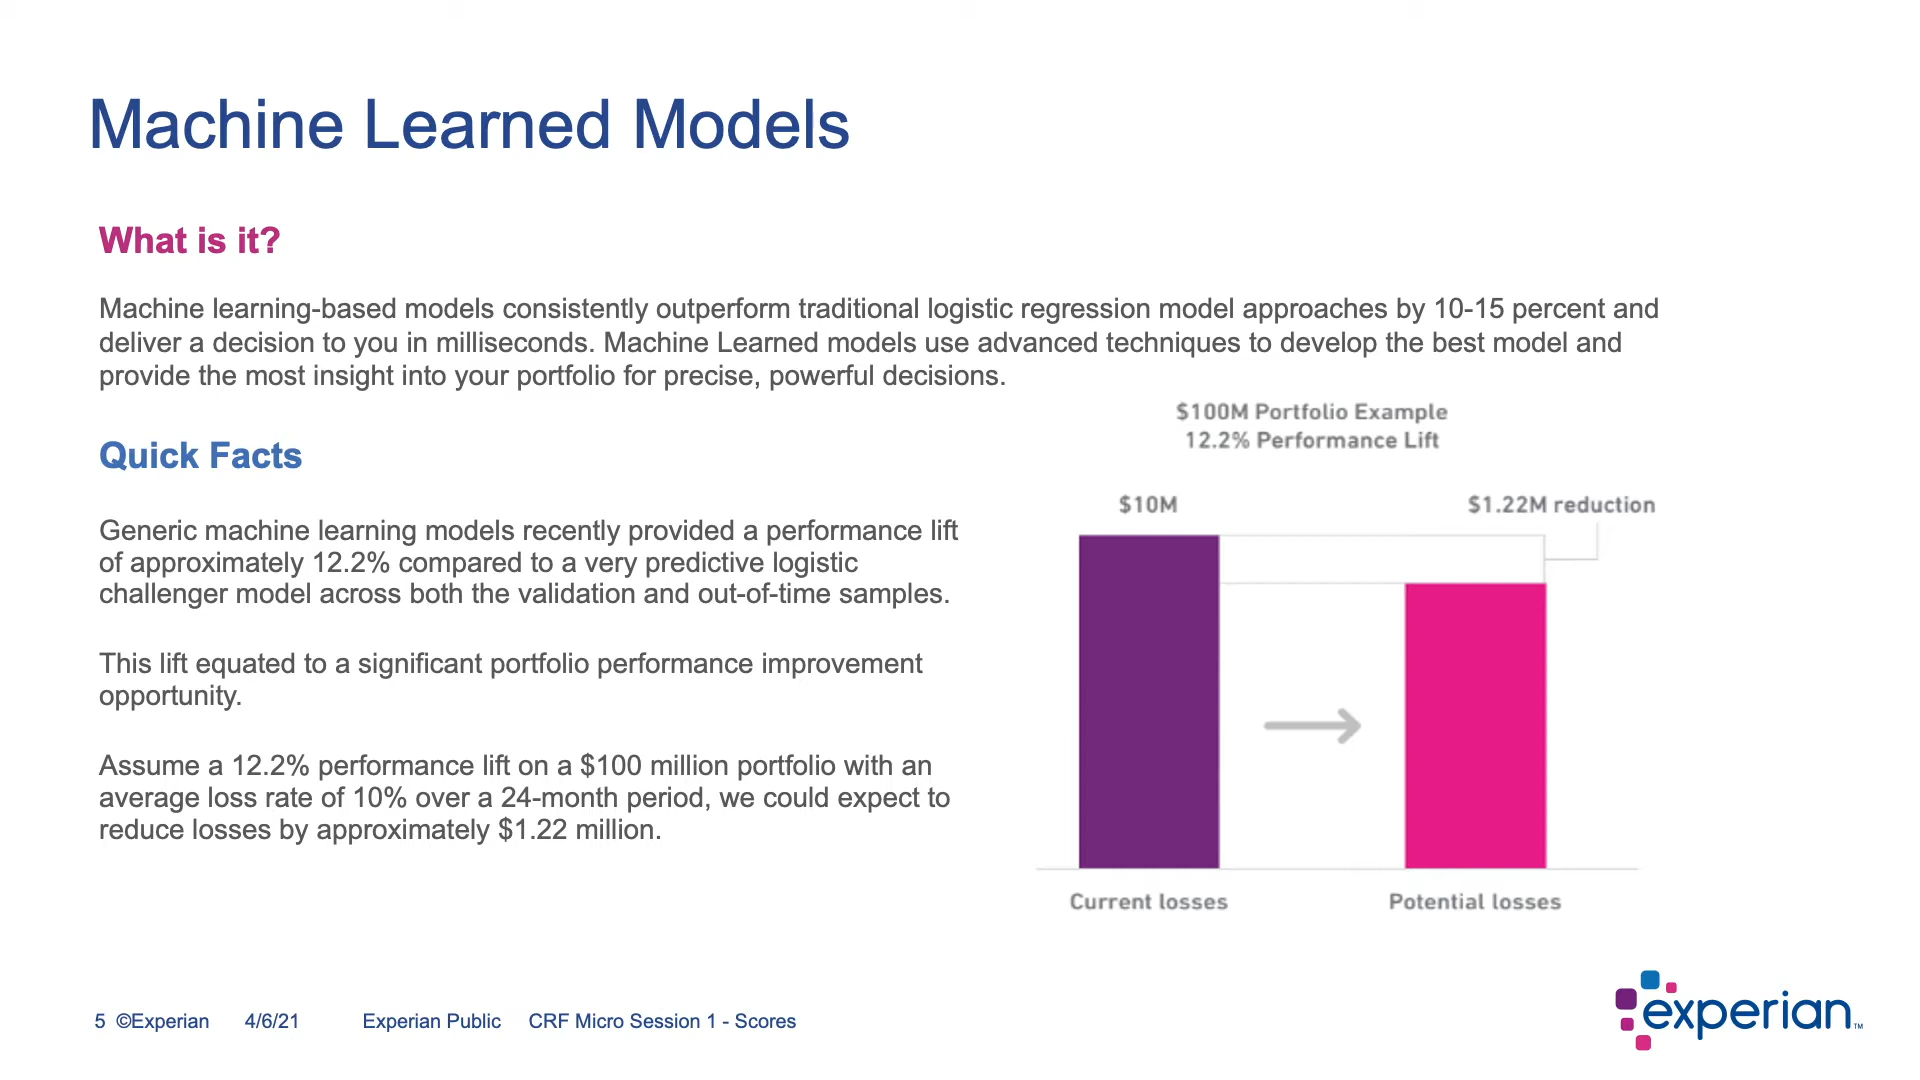 Machine Learned Models
What is it?
Machine learning-based models consistently outperform traditional logistic regression model approaches by 10-15 percent and
deliver a decision to you in milliseconds. Machine Learned models use advanced techniques to develop the best model and
provide the most insight into your portfolio for precise, powerful decisions.
Quick Facts
Generic machine learning models recently provided a performance lift
of approximately 12.2% compared to a very predictive logistic
challenger model across both the validation and out-of-time samples.
This lift equated to a significant portfolio performance improvement
opportunity.
Assume a 12.2% performance lift on a $100 million portfolio with an
average loss rate of 10% over a 24-month period, we could expect to
reduce losses by approximately $1.22 million.
$100M Portfolio Example
12.2% Performance Lift
$10M
$1.22M reduction
Current losses
Potential losses
5 ©Experian 4/6/21 Experian Public CRF Micro Session 1 - Scores
experian™